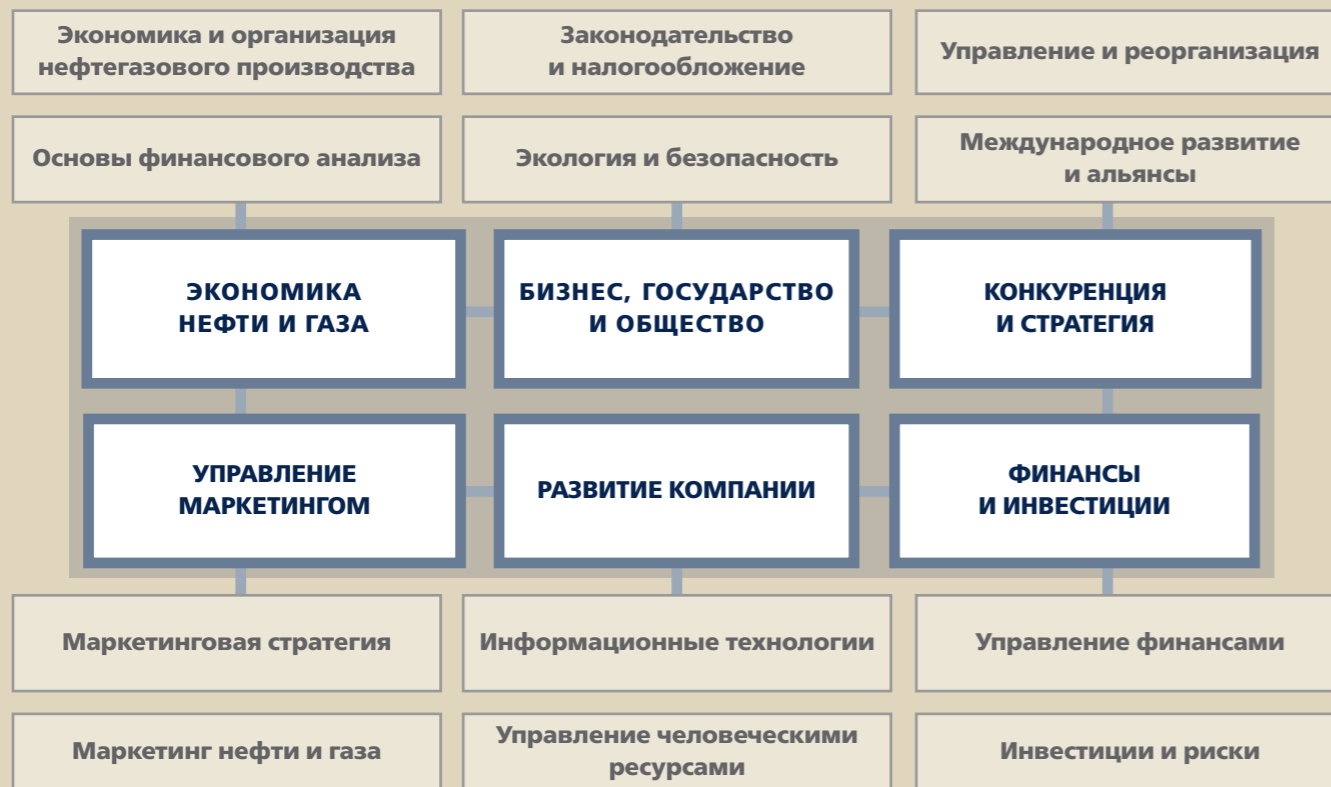 Экономика и организация
нефтегазового производства
Законодательство
и налогообложение
Управление и реорганизация
Основы финансового анализа
Экология и безопасность
Международное развитие
и альянсы
ЭКОНОМИКА
НЕФТИ И ГАЗА
БИЗНЕС, ГОСУДАРСТВО
И ОБЩЕСТВО
КОНКУРЕНЦИЯ
И СТРАТЕГИЯ
УПРАВЛЕНИЕ
МАРКЕТИНГОМ
РАЗВИТИЕ КОМПАНИИ
ФИНАНСЫ
И ИНВЕСТИЦИИ
Маркетинговая стратегия
Информационные технологии
Управление финансами
Маркетинг нефти и газа
Управление человеческими
ресурсами
Инвестиции и риски